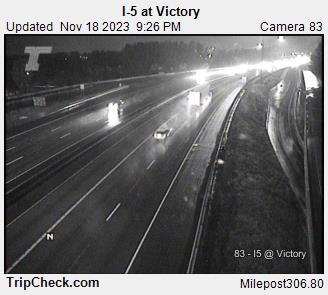 I-5 at Victory
Updated Nov 18 2023 9:26 PM Camera 83
T
N
83 - I5 @ Victory
TripCheck.com Milepost306.80